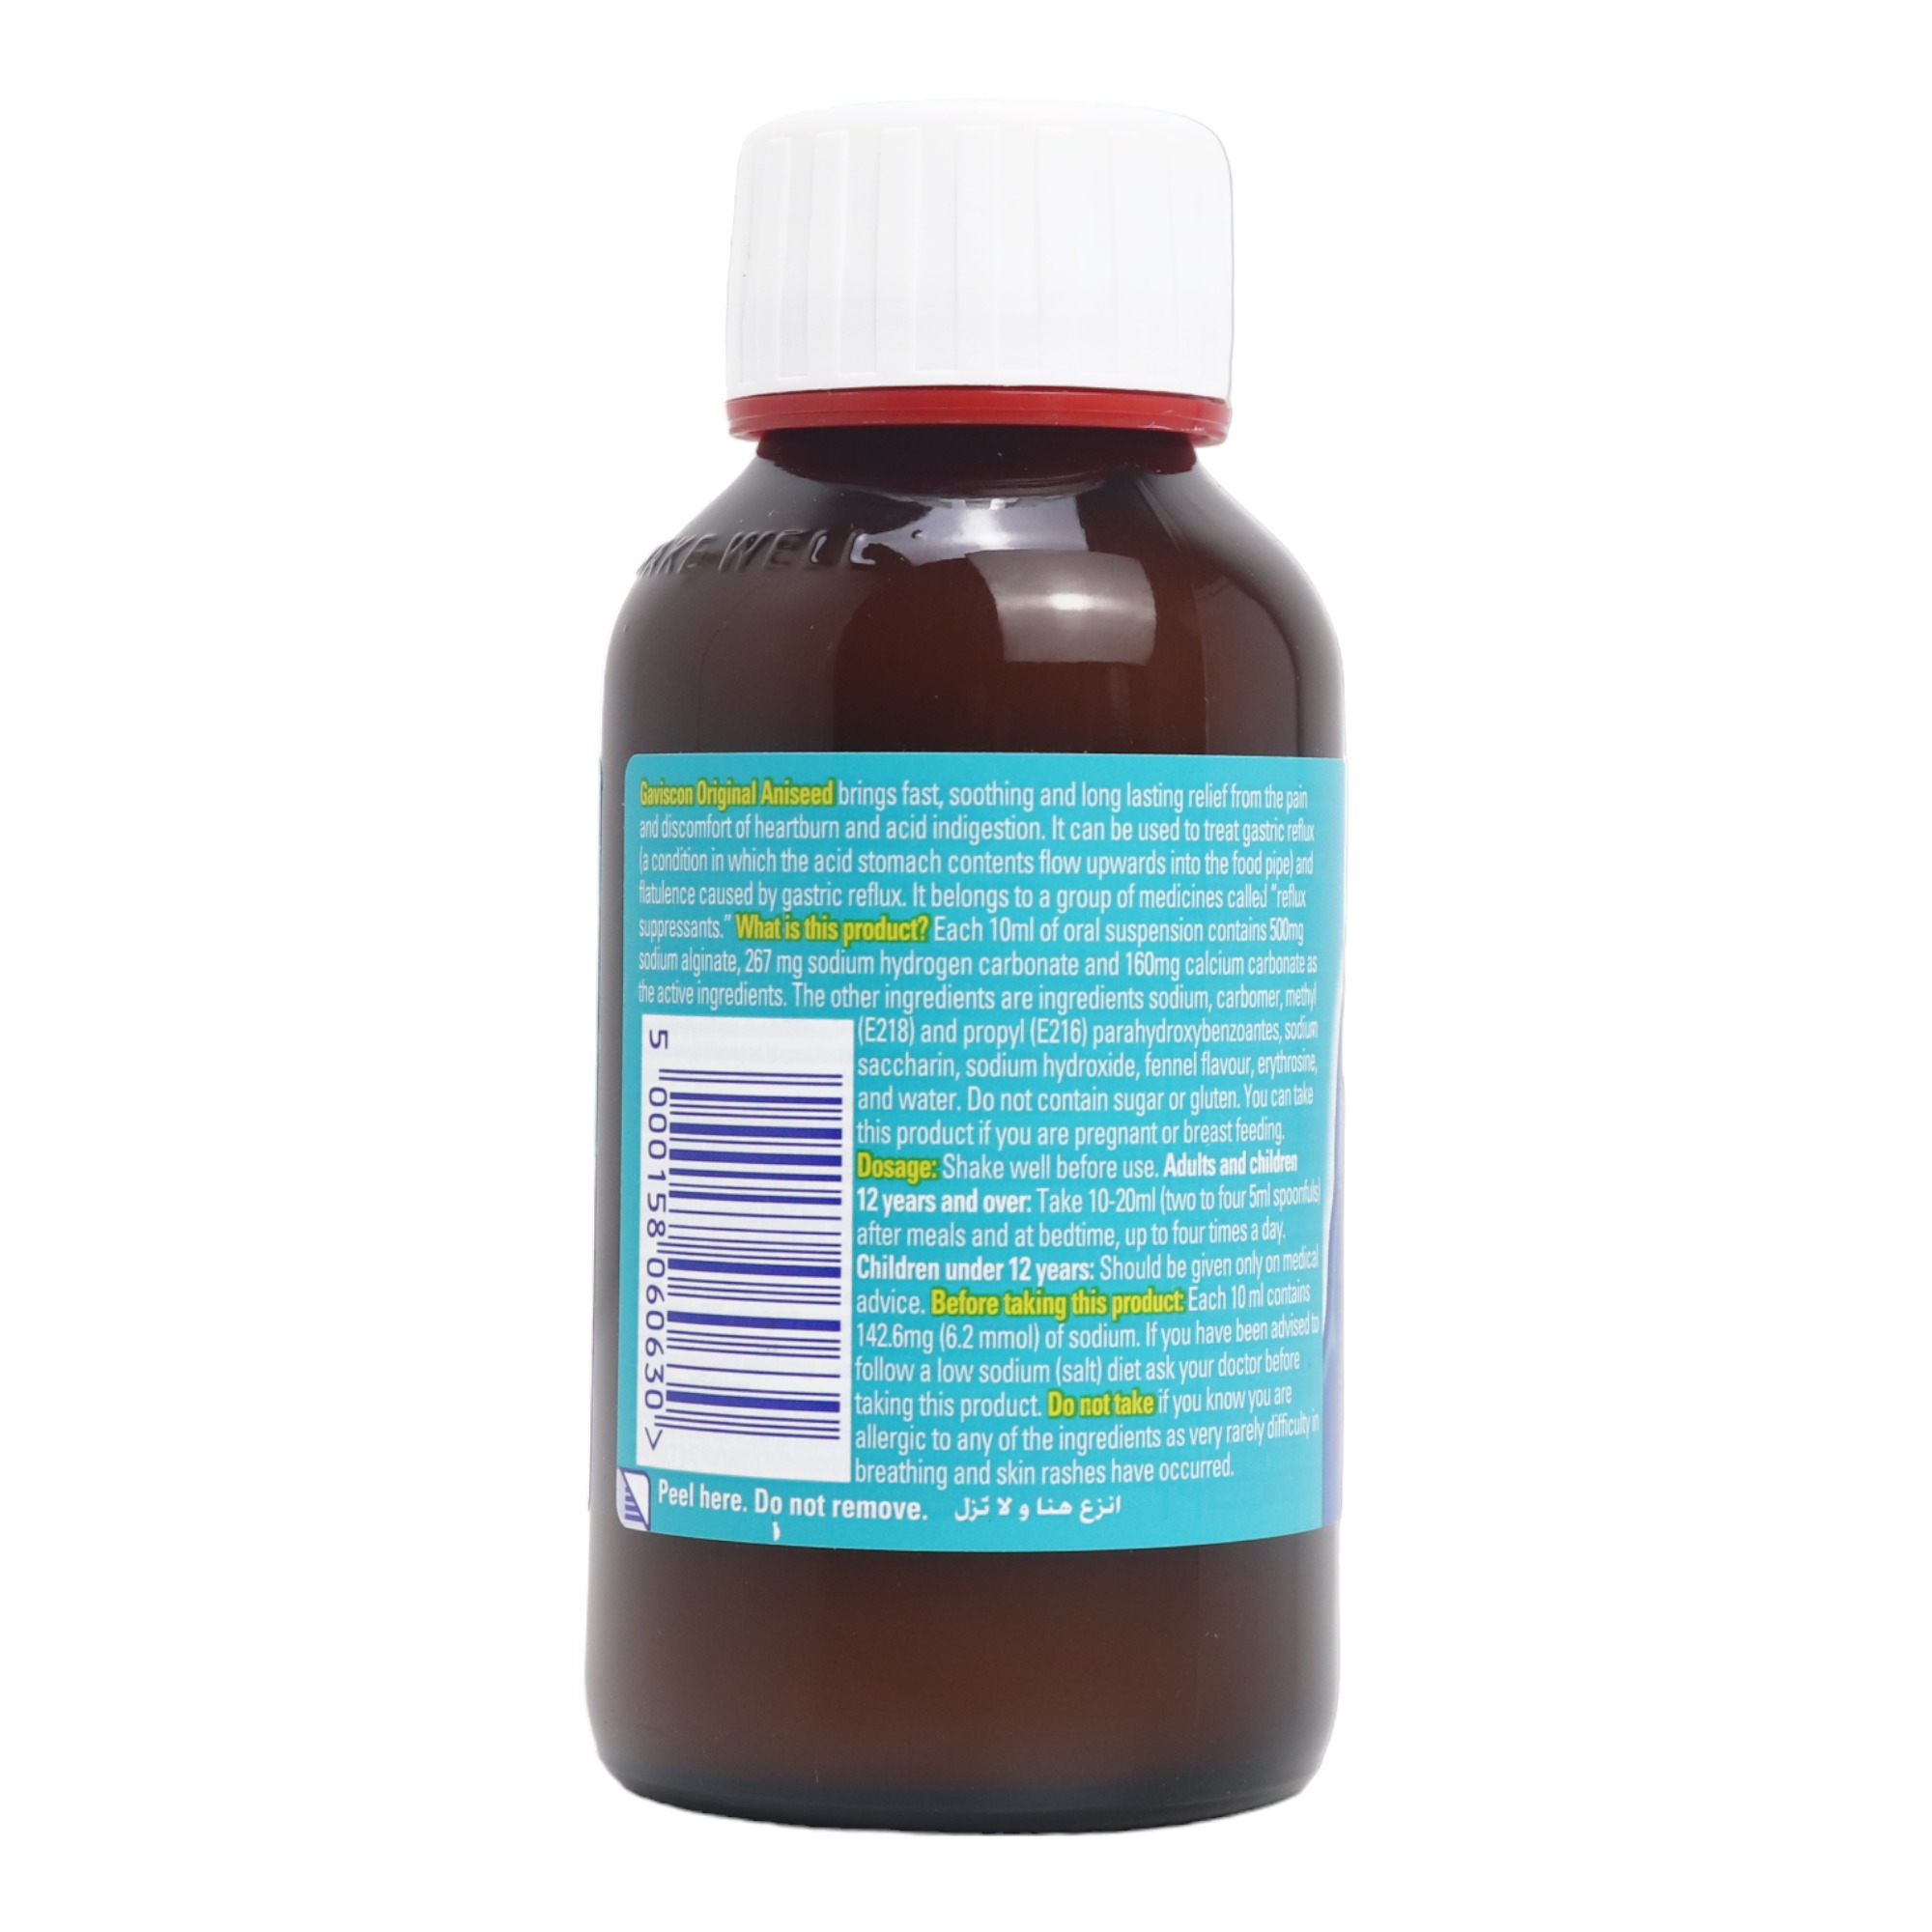 AKE WELL
Gaviscon Original Aniseed brings fast, soothing and long lasting relief from the pain
and discomfort of heartburn and acid indigestion. It can be used to treat gastric reflux
(a condition in which the acid stomach contents flow upwards into the food pipe) and
flatulence caused by gastric reflux. It belongs to a group of medicines called "reflux
suppressants." What is this product? Each 10ml of oral suspension contains 500mg
sodium alginate, 267 mg sodium hydrogen carbonate and 160mg calcium carbonate as
the active ingredients. The other ingredients are ingredients sodium, carbomer, methyl
(E218) and propyl (E216) parahydroxybenzoantes, sodium
saccharin, sodium hydroxide, fennel flavour, erythrosine,
and water. Do not contain sugar or gluten. You can take
this product if you are pregnant or breast feeding.
Dosage: Shake well before use. Adults and children
12 years and over: Take 10-20ml (two to four 5ml spoonfuls)
after meals and at bedtime, up to four times a day.
Children under 12 years: Should be given only on medical
advice. Before taking this product: Each 10 ml contains
142.6mg (6.2 mmol) of sodium. If you have been advised to
follow a low sodium (salt) diet ask your doctor before
taking this product. Do not take if you know you are
allergic to any of the ingredients as very rarely difficulty in
breathing and skin rashes have occurred.
5 000158 060630 >
Peel here. Do not remove. انزع هنا و لا تزل